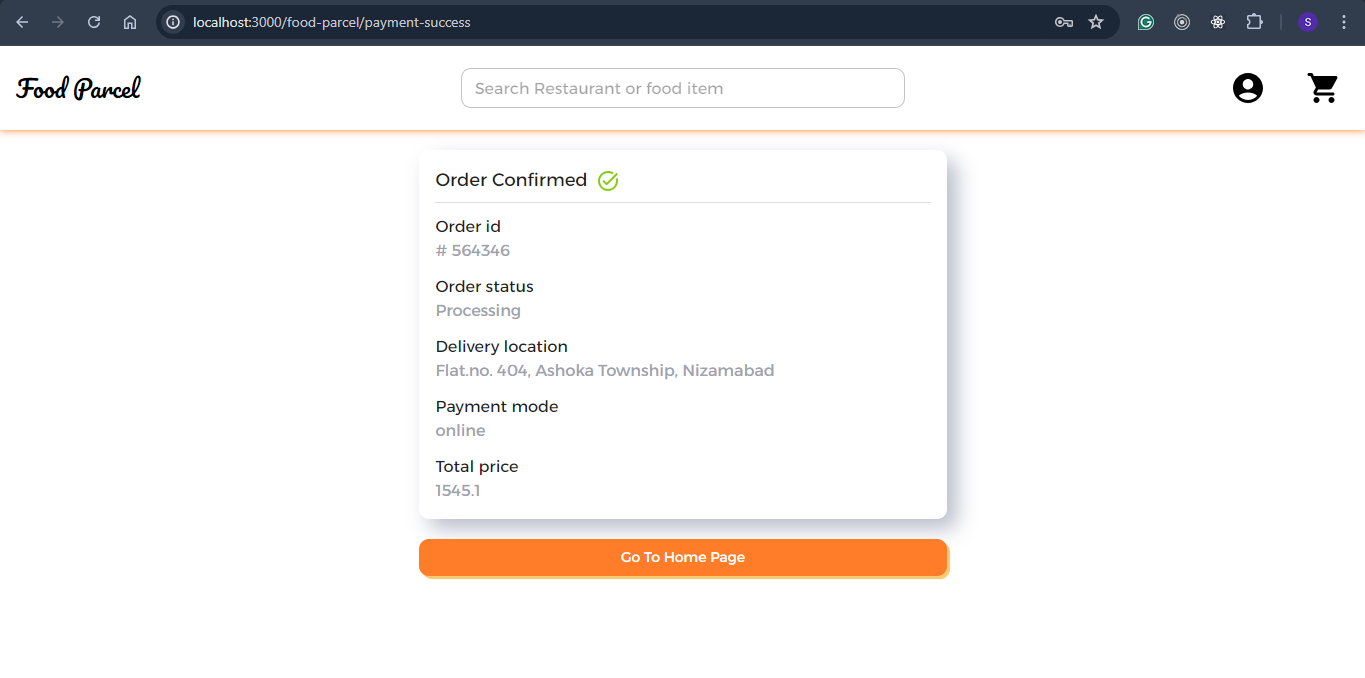 localhost:3000/food-parcel/payment-success
S
Food Parcel
Search Restaurant or food item
Order Confirmed
Order id
# 564346
Order status
Processing
Delivery location
Flat.no. 404, Ashoka Township, Nizamabad
Payment mode
online
Total price
1545.1
Go To Home Page